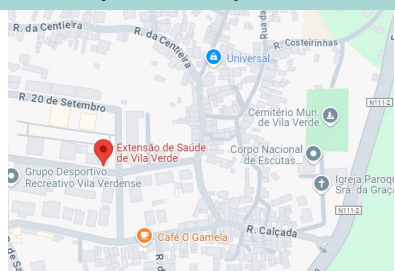 R. da Centieira
R. da Centieira
Rua da
R. Costeirinhas
Universal
R. 20 de Setembro
N111-2
Cemitério Mun.
de Vila Verde
Extensão de Saúde
de Vila Verde
Corpo Nacional
de Escutas...
Grupo Desportivo
Recreativo Vila Verdense
Igreja Paroqu
Sra. da Graça
N111-2
R. Calçada
Café O Gamela